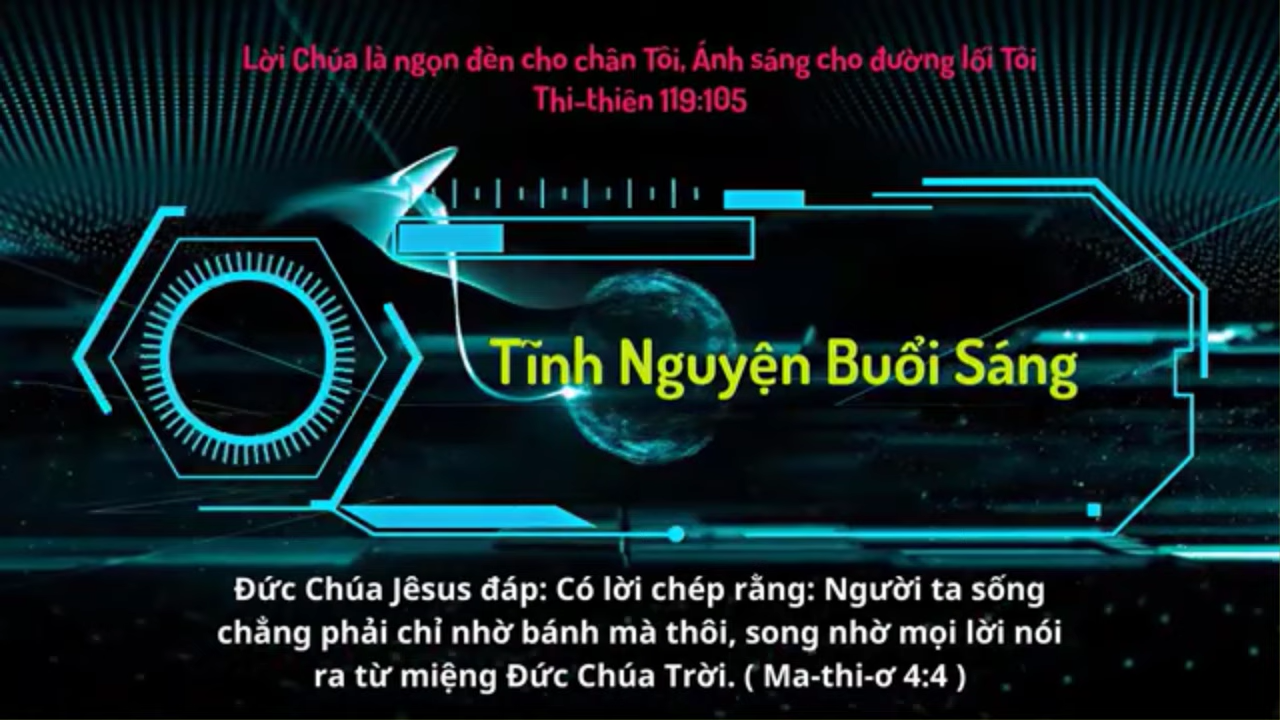 Lời Chúa là ngọn đèn cho chân Tôi, Ánh sáng cho đường lối Tôi
Thi-thiên 119:105
Tĩnh Nguyện Buổi Sáng
Đức Chúa Jêsus đáp: Có lời chép rằng: Người ta sống
chẳng phải chỉ nhờ bánh mà thôi, song nhờ mọi lời nói
ra từ miệng Đức Chúa Trời. ( Ma-thi-ơ 4:4 )